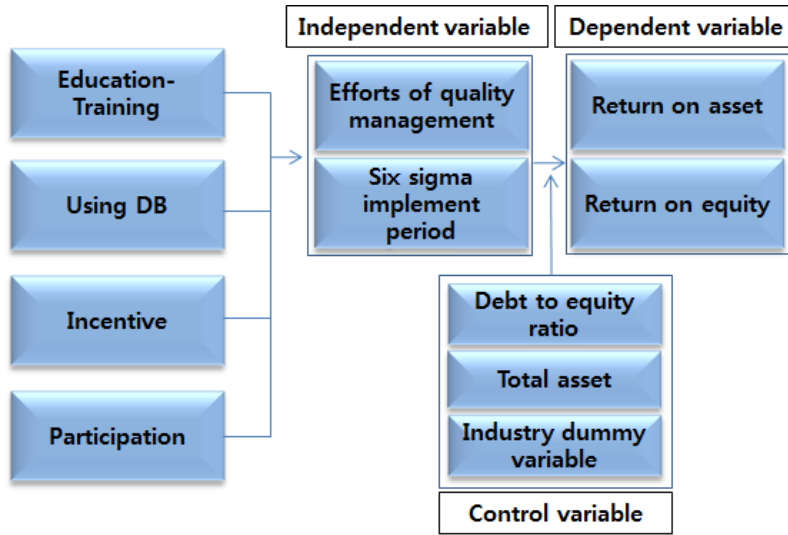 Independent variable
Dependent variable
Education-
Training
Using DB
Incentive
Participation
Efforts of quality
management
Six sigma
implement
period
Return on asset
Return on equity
Debt to equity
ratio
Total asset
Industry dummy
variable
Control variable